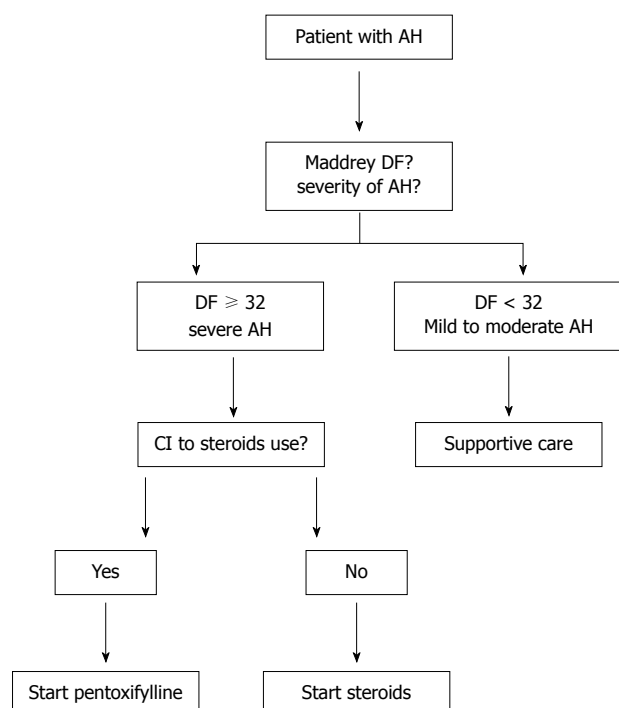 Patient with AH
Maddrey DF?
severity of AH?
DF ⩾ 32
severe AH
DF < 32
Mild to moderate AH
CI to steroids use?
Supportive care
Yes
No
Start pentoxifylline
Start steroids